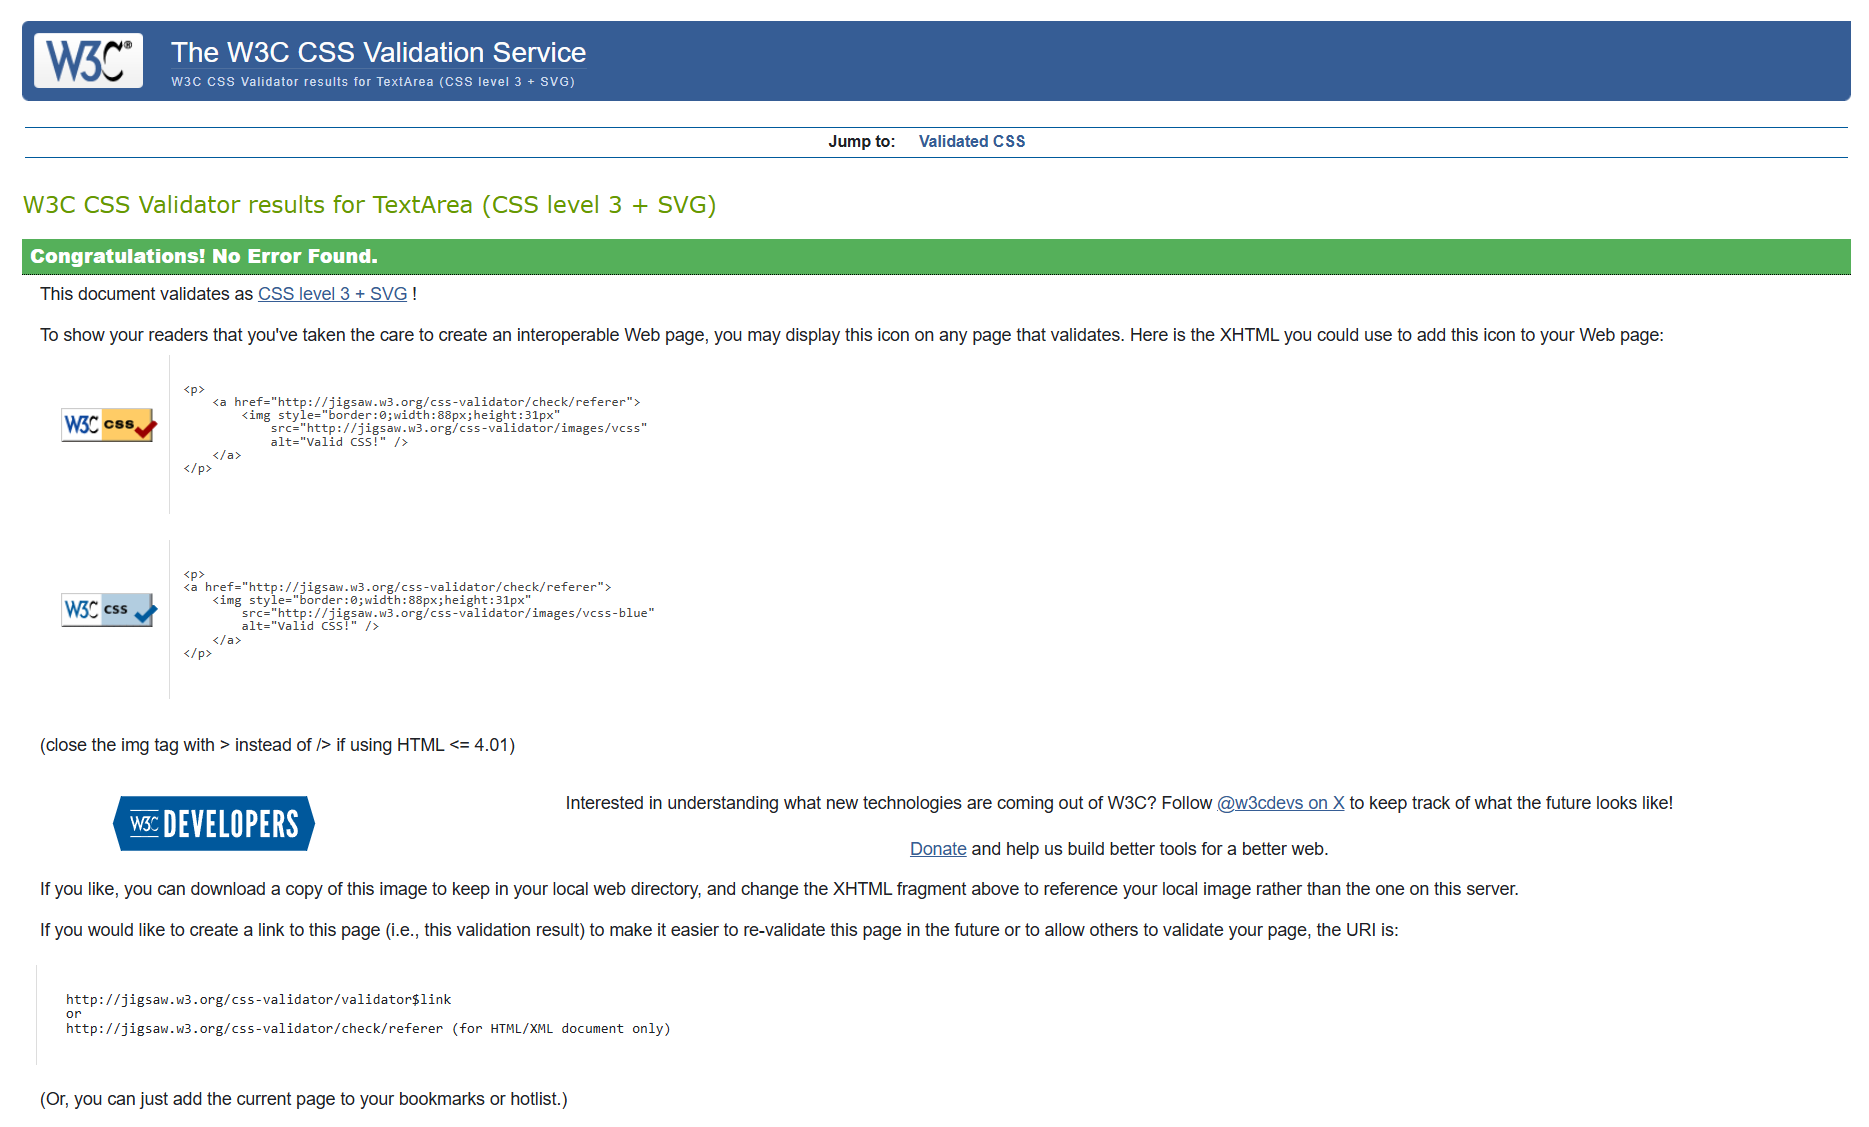 W3C®
The W3C CSS Validation Service
W3C CSS Validator results for TextArea (CSS level 3 + SVG)
Jump to: Validated CSS
W3C CSS Validator results for TextArea (CSS level 3 + SVG)
Congratulations! No Error Found.
This document validates as CSS level 3 + SVG !
To show your readers that you've taken the care to create an interoperable Web page, you may display this icon on any page that validates. Here is the XHTML you could use to add this icon to your Web page:
W3C css
<p>
    <a href="http://jigsaw.w3.org/css-validator/check/referer">
        <img style="border:0;width:88px;height:31px"
            src="http://jigsaw.w3.org/css-validator/images/vcss"
            alt="Valid CSS!" />
    </a>
</p>
W3C css
<p>
<a href="http://jigsaw.w3.org/css-validator/check/referer">
    <img style="border:0;width:88px;height:31px"
        src="http://jigsaw.w3.org/css-validator/images/vcss-blue"
        alt="Valid CSS!" />
    </a>
</p>
(close the img tag with > instead of /> if using HTML <= 4.01)
W3C DEVELOPERS
Interested in understanding what new technologies are coming out of W3C? Follow @w3cdevs on X to keep track of what the future looks like!
Donate and help us build better tools for a better web.
If you like, you can download a copy of this image to keep in your local web directory, and change the XHTML fragment above to reference your local image rather than the one on this server.
If you would like to create a link to this page (i.e., this validation result) to make it easier to re-validate this page in the future or to allow others to validate your page, the URI is:
http://jigsaw.w3.org/css-validator/validator$link
or
http://jigsaw.w3.org/css-validator/check/referer (for HTML/XML document only)
(Or, you can just add the current page to your bookmarks or hotlist.)